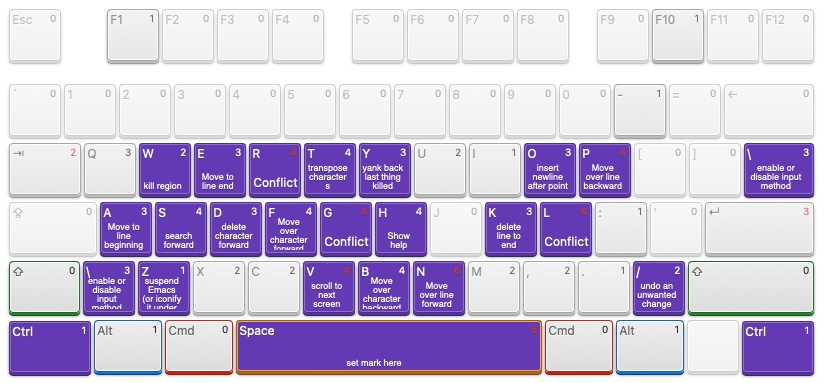 Esc 0 F1 1 F2 0 F3 0 F4 0 F5 0 F6 0 F7 0 F8 0 F9 0 F10 1 F11 0 F12 0
` 0 1 0 2 0 3 0 4 0 5 0 6 0 7 0 8 0 9 0 0 0 - 1 = 0 ← 0
⇥ 2 Q 3 W 2 E 3 R 4 T 4 Y 3 U 2 I 1 O 3 P 4 [ 0 ] 0 \ 3
kill region
Move to
line end
Conflict
transpose
character
s
yank back
last thing
killed
insert
newline
after point
Move
over line
backward
enable or
disable input
method
⇪ 0 A 3 S 4 D 3 F 4 G 4 H 4 J 0 K 3 L 4 : 1 ' 0 ↵ 3
Move to
line
beginning
search
forward
delete
character
forward
Move
over
character
forward
Conflict
Show
help
delete
line to
end
Conflict
⇧ 0 \ 3 Z 1 X 2 C 2 V 4 B 4 N 6 M 2 , 2 . 1 / 2 ⇧ 0
enable or
disable
input
method
suspend
Emacs
(or iconify
it under
scroll to
next
screen
Move
over
character
backward
Move
over line
forward
undo an
unwanted
change
Ctrl 1 Alt 1 Cmd 0 Space Cmd 0 Alt 1 Ctrl 1
set mark here